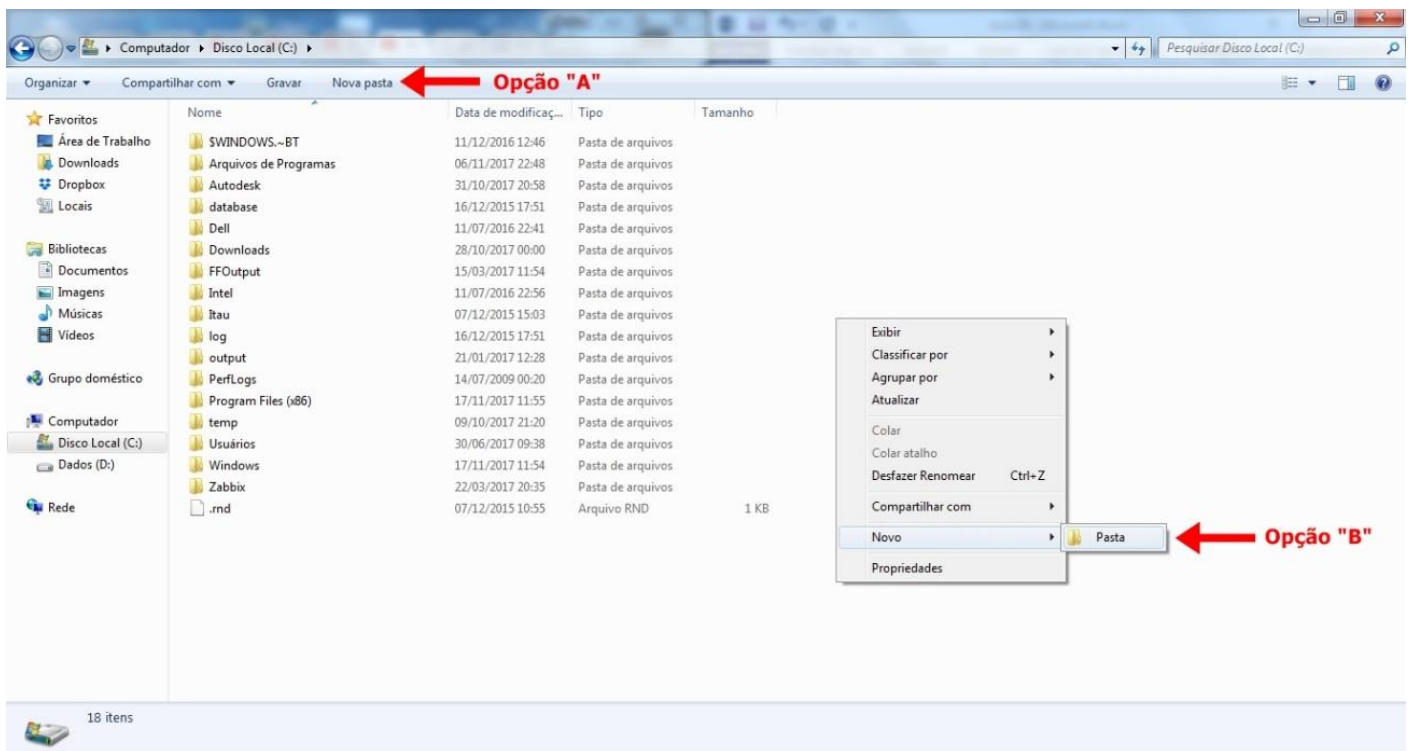 Computador Disco Local (C:) Pesquisar Disco Local (C:)
Organizar Compartilhar com Gravar Nova pasta Opção "A"
Favoritos
Área de Trabalho
Downloads
Dropbox
Locais
Bibliotecas
Documentos
Imagens
Músicas
Vídeos
Grupo doméstico
Computador
Disco Local (C:)
Dados (D:)
Rede
Nome Data de modificaç... Tipo Tamanho
$WINDOWS.~BT 11/12/2016 12:46 Pasta de arquivos
Arquivos de Programas 06/11/2017 22:48 Pasta de arquivos
Autodesk 31/10/2017 20:58 Pasta de arquivos
database 16/12/2015 17:51 Pasta de arquivos
Dell 11/07/2016 22:41 Pasta de arquivos
Downloads 28/10/2017 00:00 Pasta de arquivos
FFOutput 15/03/2017 11:54 Pasta de arquivos
Intel 11/07/2016 22:56 Pasta de arquivos
Itau 07/12/2015 15:03 Pasta de arquivos
log 16/12/2015 17:51 Pasta de arquivos
output 21/01/2017 12:28 Pasta de arquivos
PerfLogs 14/07/2009 00:20 Pasta de arquivos
Program Files (x86) 17/11/2017 11:55 Pasta de arquivos
temp 09/10/2017 21:20 Pasta de arquivos
Usuários 30/06/2017 09:38 Pasta de arquivos
Windows 17/11/2017 11:54 Pasta de arquivos
Zabbix 22/03/2017 20:35 Pasta de arquivos
.rnd 07/12/2015 10:55 Arquivo RND 1 KB
Exibir
Classificar por
Agrupar por
Atualizar
Colar
Colar atalho
Desfazer Renomear Ctrl+Z
Compartilhar com
Novo Pasta Opção "B"
Propriedades
18 itens